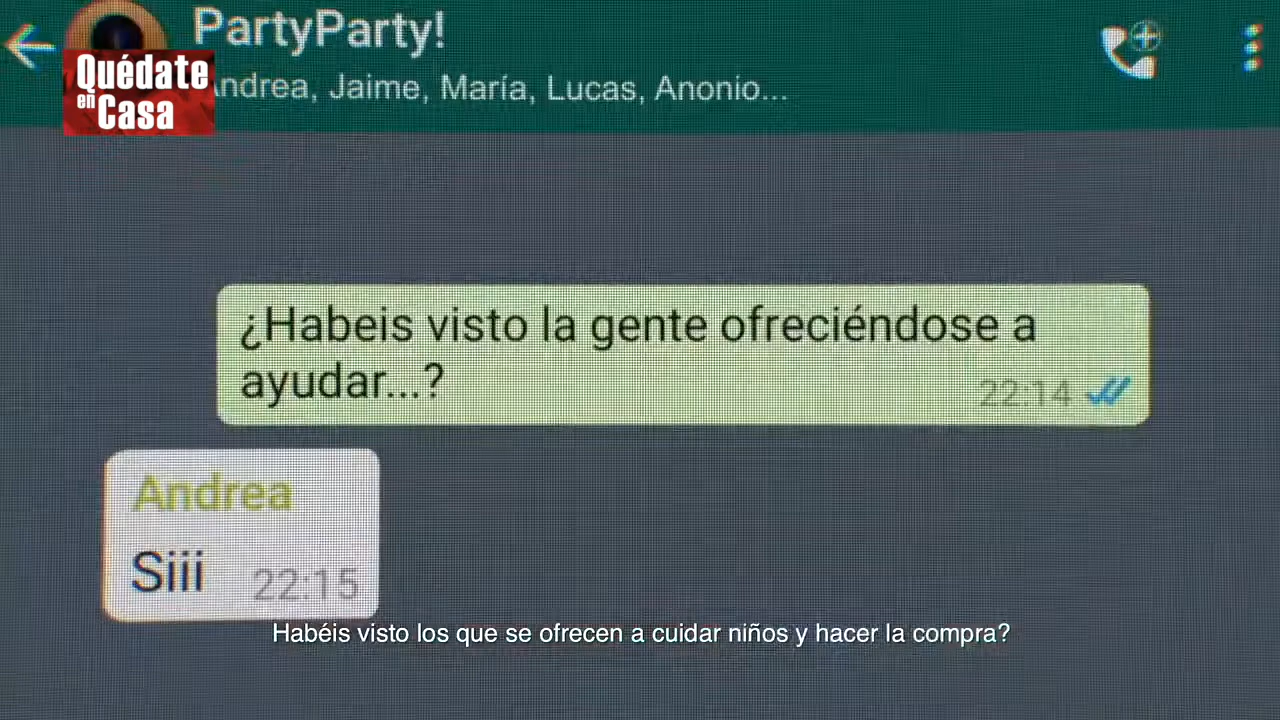 PartyParty!
Quédate
en
Casa
ndrea, Jaime, María, Lucas, Anonio...
¿Habeis visto la gente ofreciéndose a
ayudar...?
22:14
Andrea
Siii
22:15
Habéis visto los que se ofrecen a cuidar niños y hacer la compra?